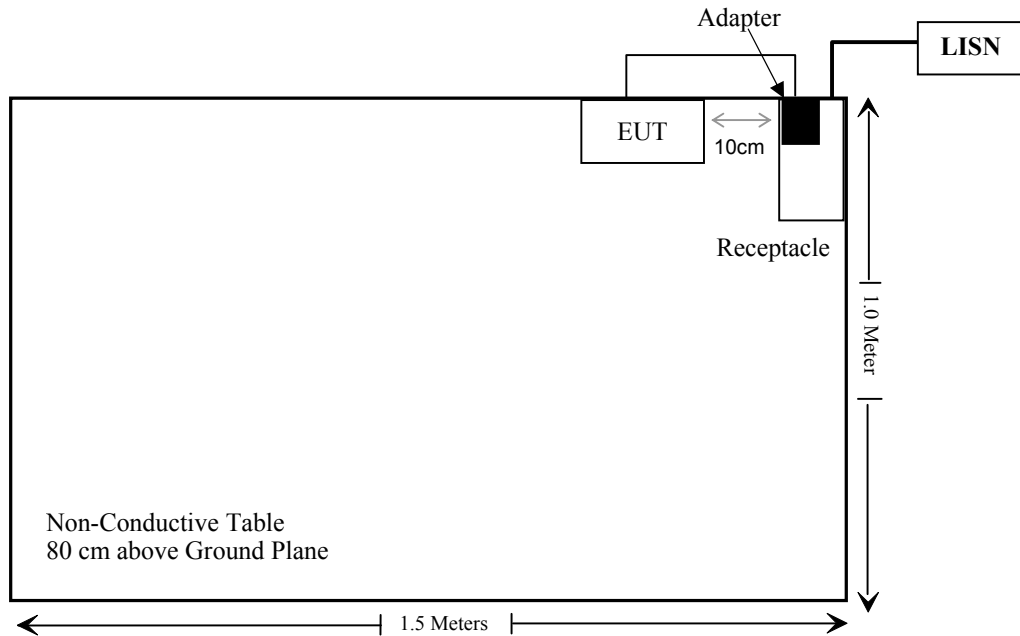 Adapter
LISN
EUT
10cm
Receptacle
1.0 Meter
Non-Conductive Table
80 cm above Ground Plane
1.5 Meters